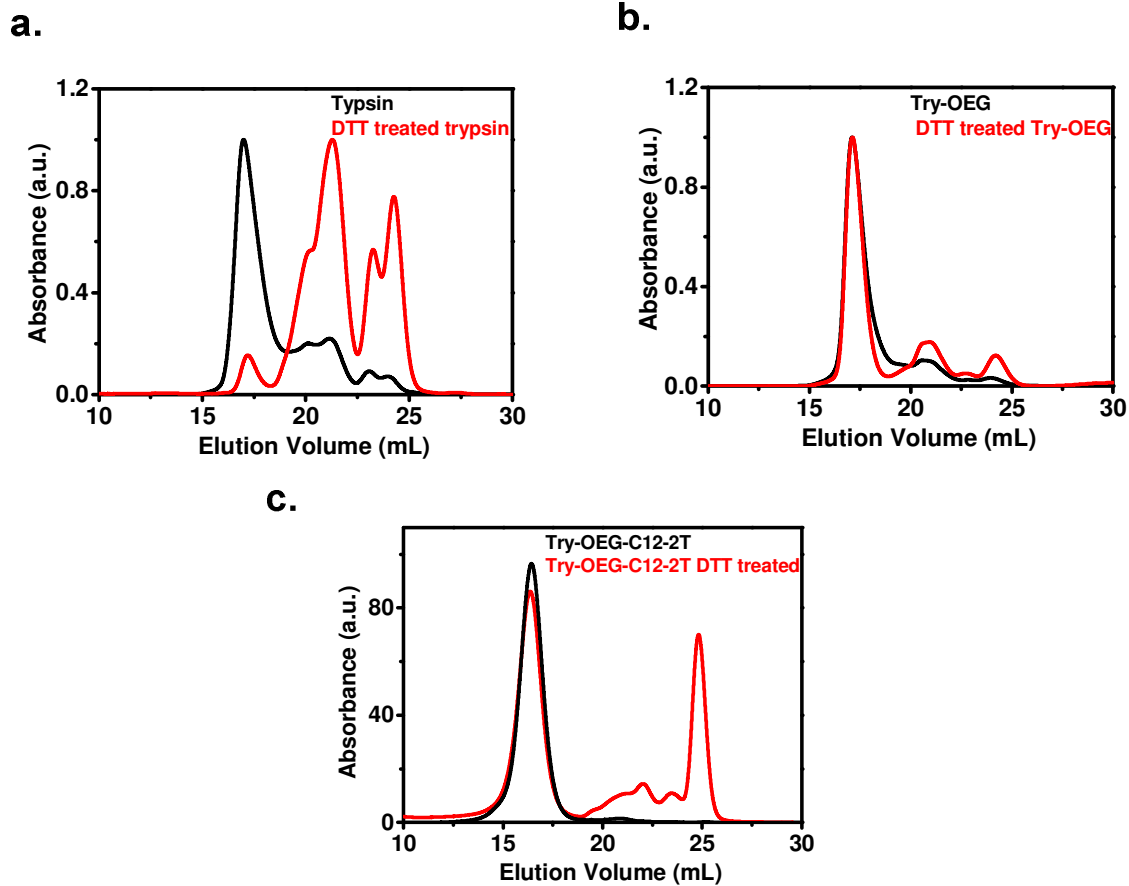 a.
1.2
0.8
0.4
0.0
Absorbance (a.u.)
Typsin
DTT treated trypsin
10 15 20 25 30
Elution Volume (mL)
b.
1.2
0.8
0.4
0.0
Absorbance (a.u.)
Try-OEG
DTT treated Try-OEG
10 15 20 25 30
Elution Volume (mL)
c.
80
40
0
Absorbance (a.u.)
Try-OEG-C12-2T
Try-OEG-C12-2T DTT treated
10 15 20 25 30
Elution Volume (mL)